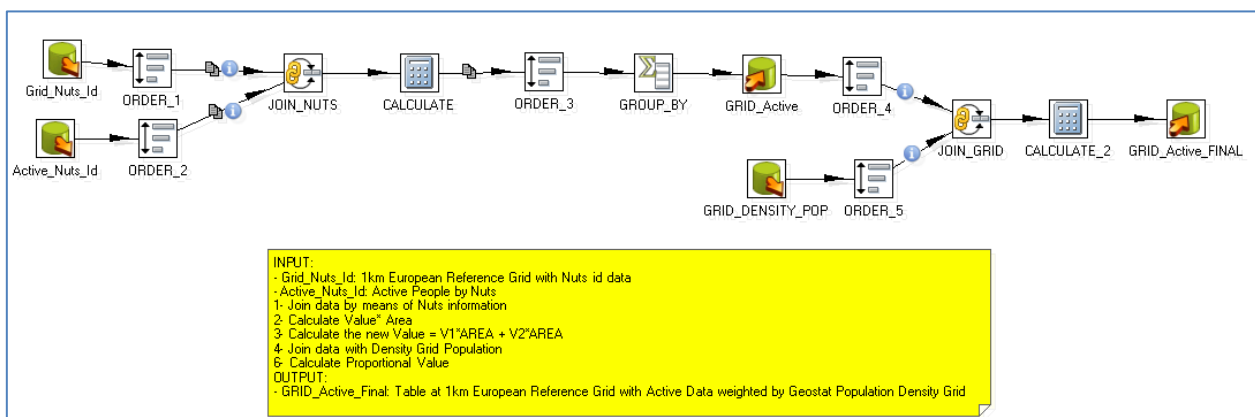 Grid_Nuts_Id
ORDER_1
JOIN_NUTS
CALCULATE
ORDER_3
GROUP_BY
GRID_Active
ORDER_4
Active_Nuts_Id
ORDER_2
JOIN_GRID
CALCULATE_2
GRID_Active_FINAL
GRID_DENSITY_POP
ORDER_5
INPUT:
- Grid_Nuts_Id: 1km European Reference Grid with Nuts id data
- Active_Nuts_Id: Active People by Nuts
1- Join data by means of Nuts information
2- Calculate Value* Area
3- Calculate the new Value = V1*AREA + V2*AREA
4- Join data with Density Grid Population
6- Calculate Proportional Value
OUTPUT:
- GRID_Active_Final: Table at 1km European Reference Grid with Active Data weighted by Geostat Population Density Grid